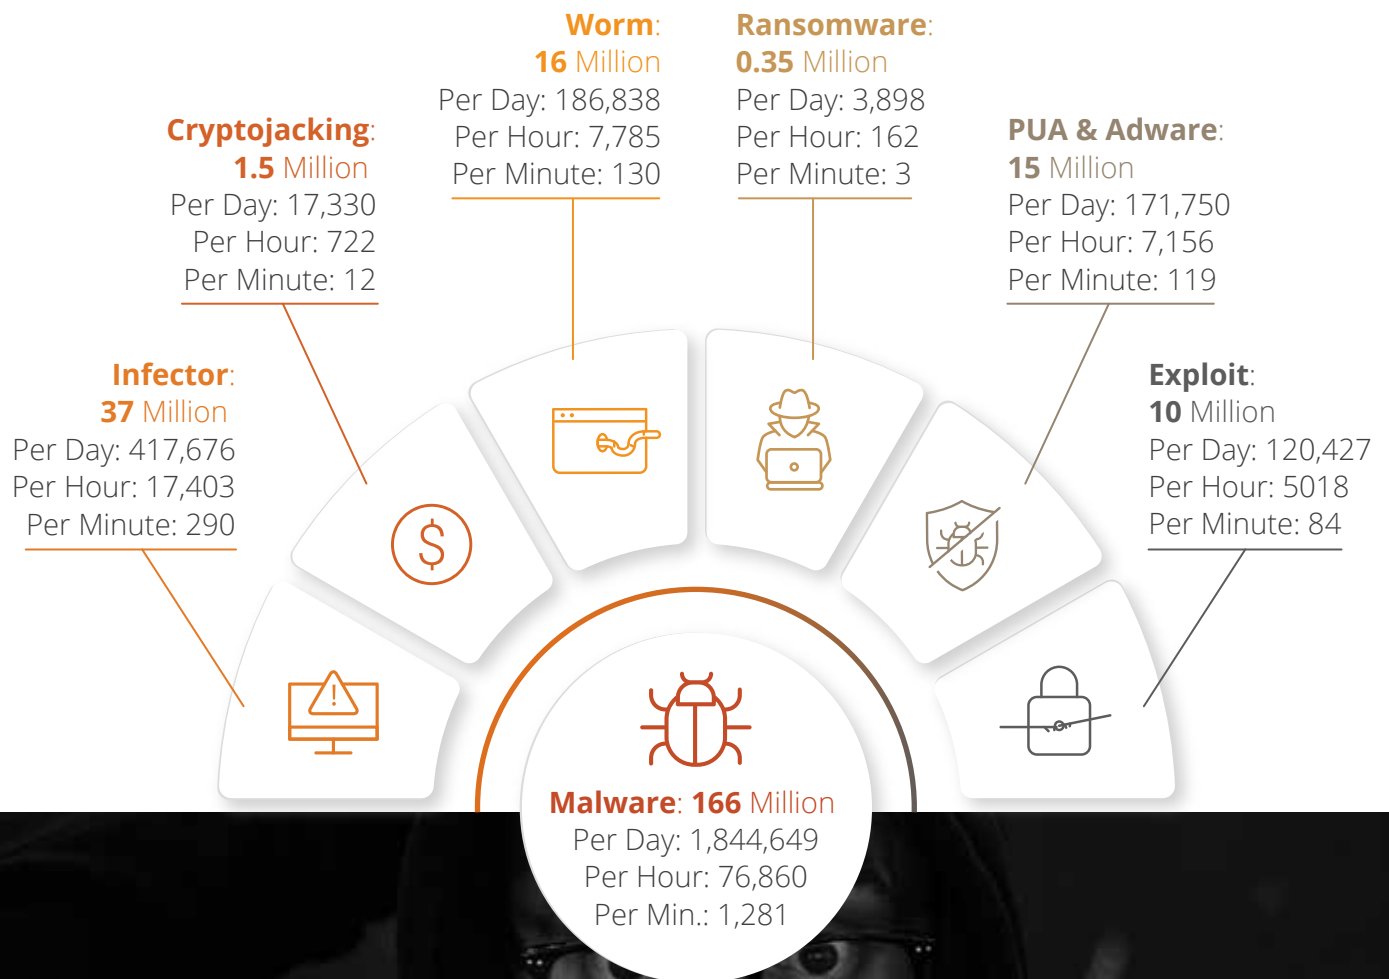 Worm:
16 Million
Per Day: 186,838
Per Hour: 7,785
Per Minute: 130
Ransomware:
0.35 Million
Per Day: 3,898
Per Hour: 162
Per Minute: 3
Cryptojacking:
1.5 Million
Per Day: 17,330
Per Hour: 722
Per Minute: 12
PUA & Adware:
15 Million
Per Day: 171,750
Per Hour: 7,156
Per Minute: 119
Infector:
37 Million
Per Day: 417,676
Per Hour: 17,403
Per Minute: 290
Exploit:
10 Million
Per Day: 120,427
Per Hour: 5018
Per Minute: 84
$
!
Malware: 166 Million
Per Day: 1,844,649
Per Hour: 76,860
Per Min.: 1,281